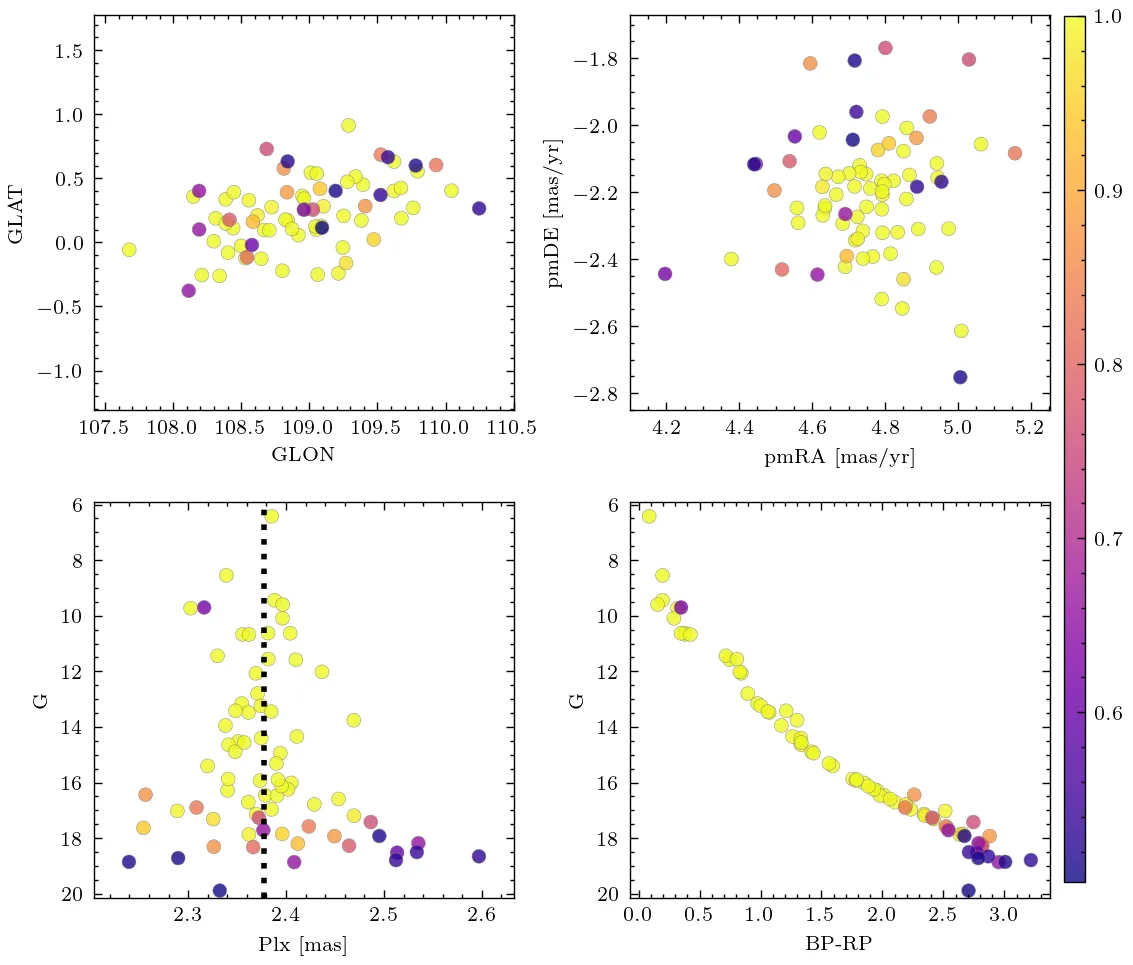 1.5
1.0
0.5
0.0
−0.5
−1.0
GLAT
107.5 108.0 108.5 109.0 109.5 110.0 110.5
GLON
−1.8
−2.0
−2.2
−2.4
−2.6
−2.8
pmDE [mas/yr]
4.2 4.4 4.6 4.8 5.0 5.2
pmRA [mas/yr]
1.0
0.9
0.8
0.7
0.6
6
8
10
12
14
16
18
20
G
2.3 2.4 2.5 2.6
Plx [mas]
6
8
10
12
14
16
18
20
G
0.0 0.5 1.0 1.5 2.0 2.5 3.0
BP-RP